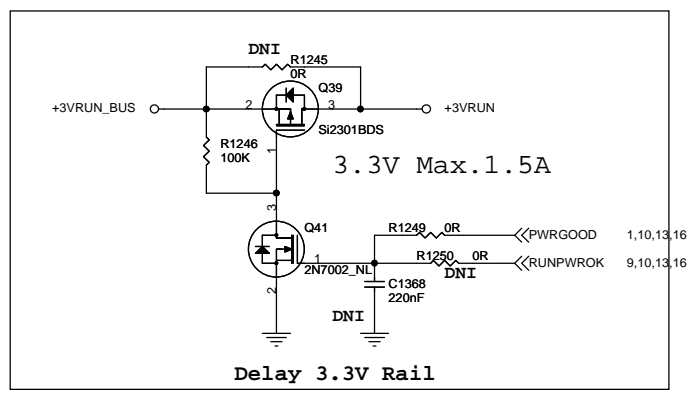 DNI
R1245
0R
Q39
+3VRUN_BUS
2
3
+3VRUN
Si2301BDS
R1246
100K
1
3.3V Max.1.5A
3
Q41
R1249 0R
PWRGOOD 1,10,13,16
1
R1250 0R
RUNPWROK 9,10,13,16
2N7002_NL
DNI
C1368
220nF
2
DNI
Delay 3.3V Rail